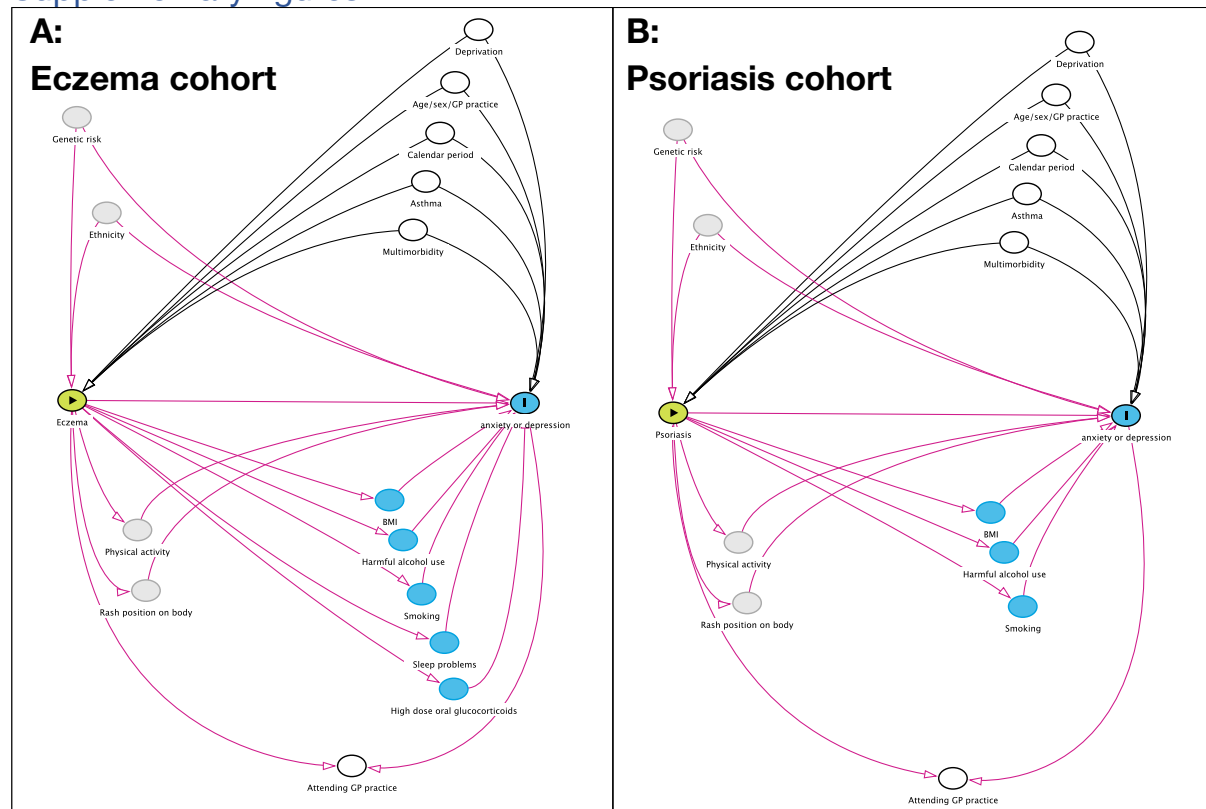 Supplementary figures
A:
Eczema cohort
Deprivation
Age/sex/GP practice
Genetic risk
Calendar period
Asthma
Ethnicity
Multimorbidity
Eczema
anxiety or depression
BMI
Physical activity
Harmful alcohol use
Rash position on body
Smoking
Sleep problems
High dose oral glucocorticoids
Attending GP practice
B:
Psoriasis cohort
Deprivation
Age/sex/GP practice
Genetic risk
Calendar period
Asthma
Ethnicity
Multimorbidity
Psoriasis
anxiety or depression
BMI
Physical activity
Harmful alcohol use
Rash position on body
Smoking
Attending GP practice